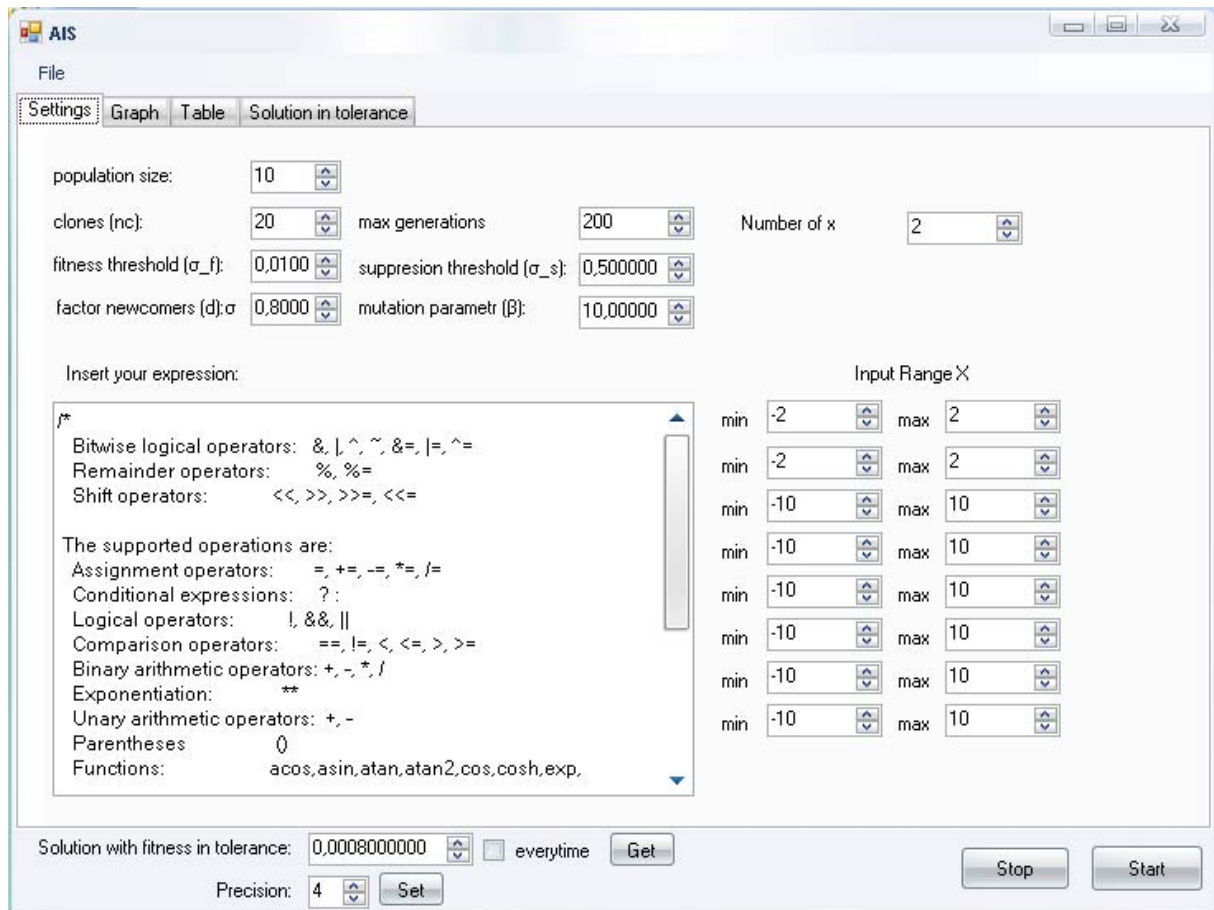 AIS
File
Settings Graph Table Solution in tolerance
population size: 10
clones (nc): 20 max generations 200 Number of x 2
fitness threshold (σ_f): 0,0100 suppresion threshold (σ_s): 0,500000
factor newcomers (d):σ 0,8000 mutation parametr (β): 10,00000
Insert your expression: Input Range X
/*
Bitwise logical operators: &, |, ^, ~, &=, |=, ^=
Remainder operators: %, %=
Shift operators: <<, >>, >>=, <<=
The supported operations are:
Assignment operators: =, +=, -=, *=, /=
Conditional expressions: ? :
Logical operators: !, &&, ||
Comparison operators: ==, !=, <, <=, >, >=
Binary arithmetic operators: +, -, *, /
Exponentiation: **
Unary arithmetic operators: +, -
Parentheses ()
Functions: acos,asin,atan,atan2,cos,cosh,exp,
min -2 max 2
min -2 max 2
min -10 max 10
min -10 max 10
min -10 max 10
min -10 max 10
min -10 max 10
min -10 max 10
Solution with fitness in tolerance: 0,0008000000 everytime Get
Precision: 4 Set
Stop Start